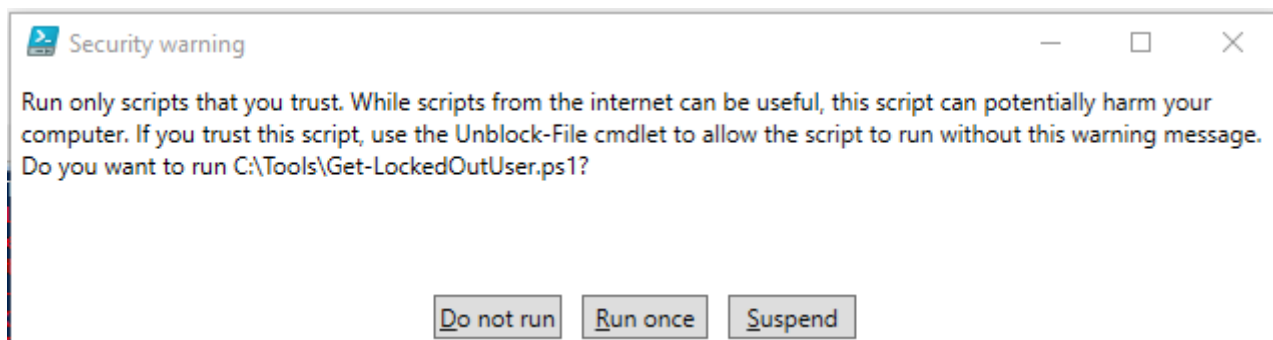 Security warning
Run only scripts that you trust. While scripts from the internet can be useful, this script can potentially harm your
computer. If you trust this script, use the Unblock-File cmdlet to allow the script to run without this warning message.
Do you want to run C:\Tools\Get-LockedOutUser.ps1?
Do not run Run once Suspend